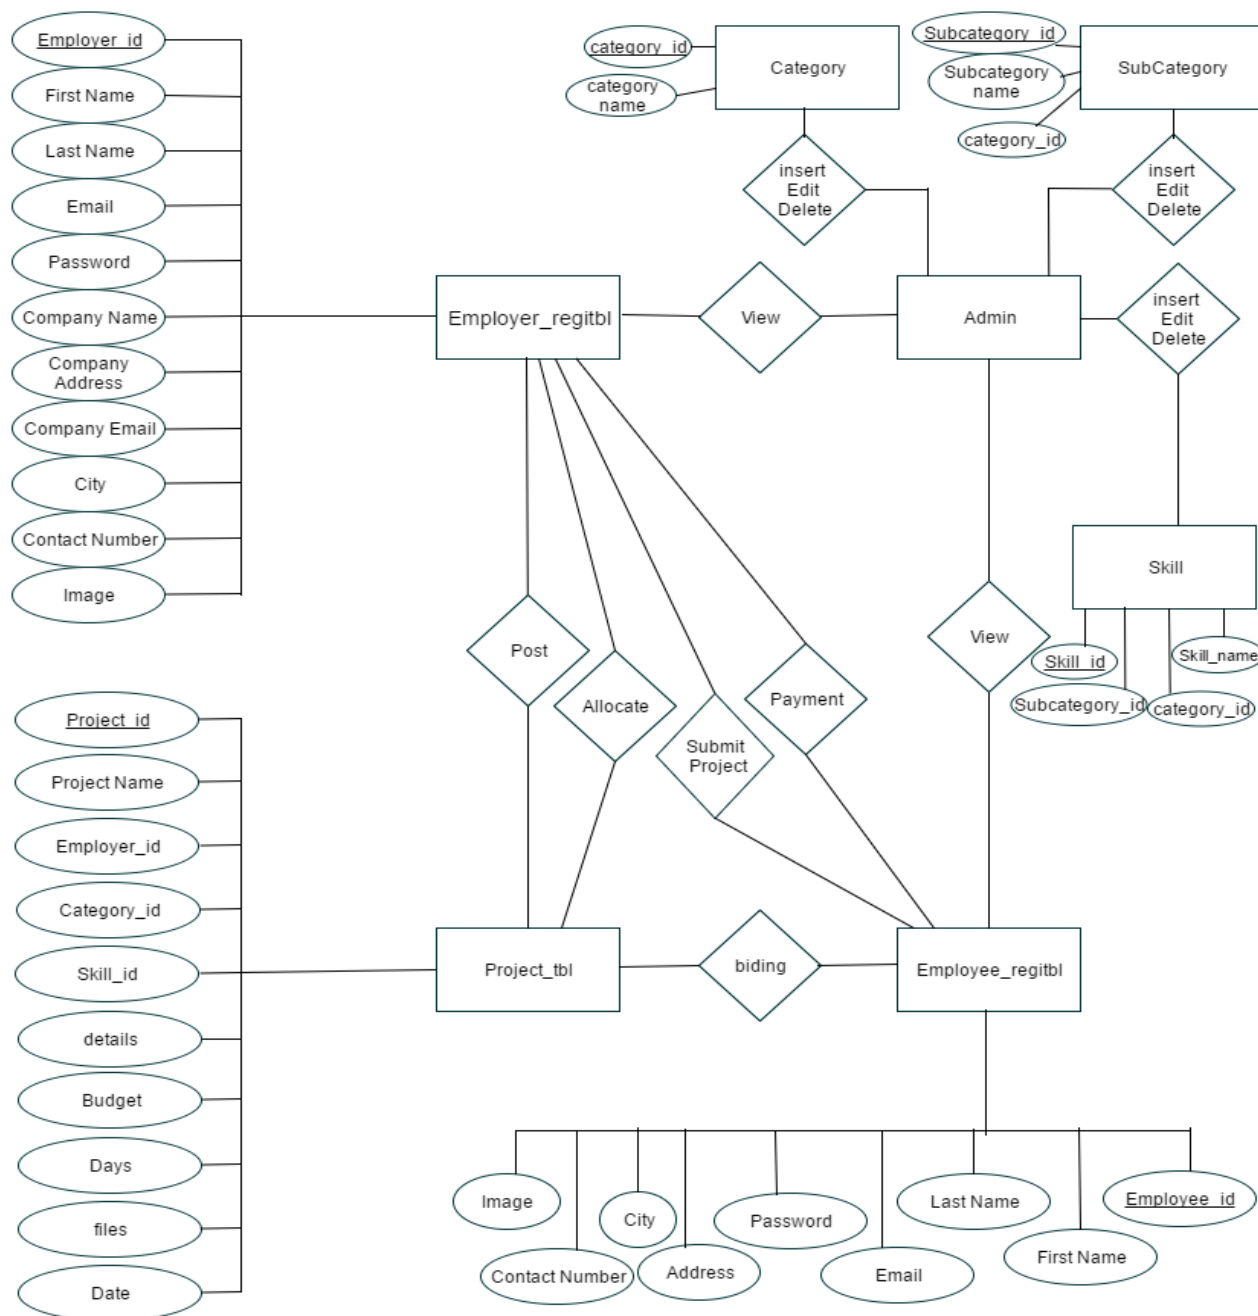 Employer_id
First Name
Last Name
Email
Password
Company Name
Company
Address
Company Email
City
Contact Number
Image
category_id
category
name
Category
Subcategory_id
Subcategory
name
category_id
SubCategory
insert
Edit
Delete
insert
Edit
Delete
Employer_regitbl
View
Admin
insert
Edit
Delete
Skill
Skill_id
Subcategory_id
category_id
Skill_name
Post
Allocate
Submit
Project
Payment
View
Project_id
Project Name
Employer_id
Category_id
Skill_id
details
Budget
Days
files
Date
Project_tbl
biding
Employee_regitbl
Image
Contact Number
City
Address
Password
Email
Last Name
First Name
Employee_id